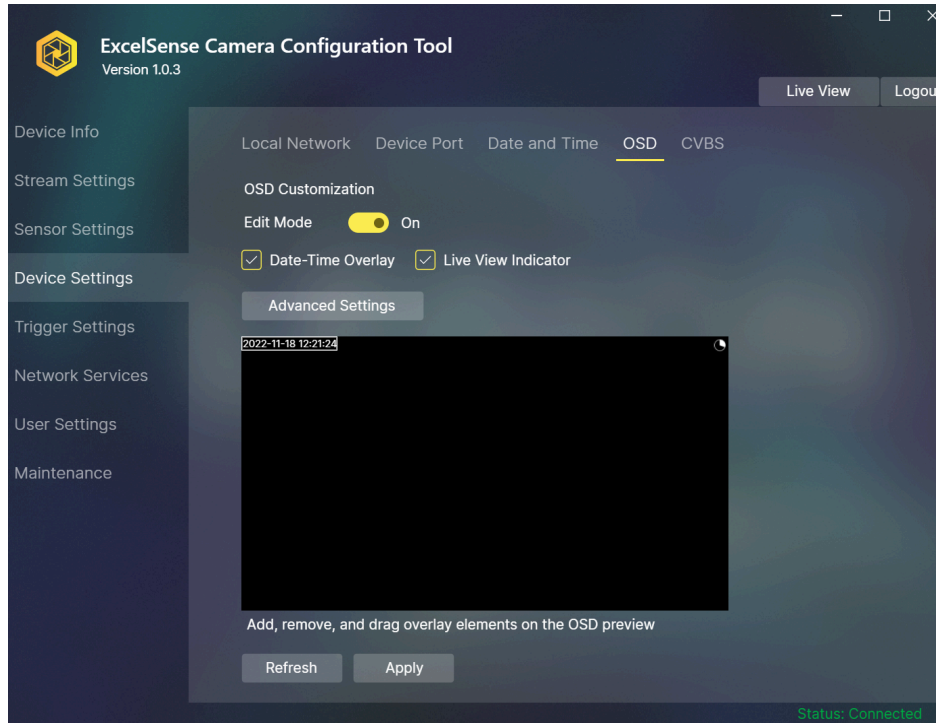 ExcelSense Camera Configuration Tool
Version 1.0.3
Live View
Logou
Device Info
Stream Settings
Sensor Settings
Device Settings
Trigger Settings
Network Services
User Settings
Maintenance
Local Network Device Port Date and Time OSD CVBS
OSD Customization
Edit Mode On
Date-Time Overlay Live View Indicator
Advanced Settings
2022-11-18 12:21:24
Add, remove, and drag overlay elements on the OSD preview
Refresh Apply
Status: Connected